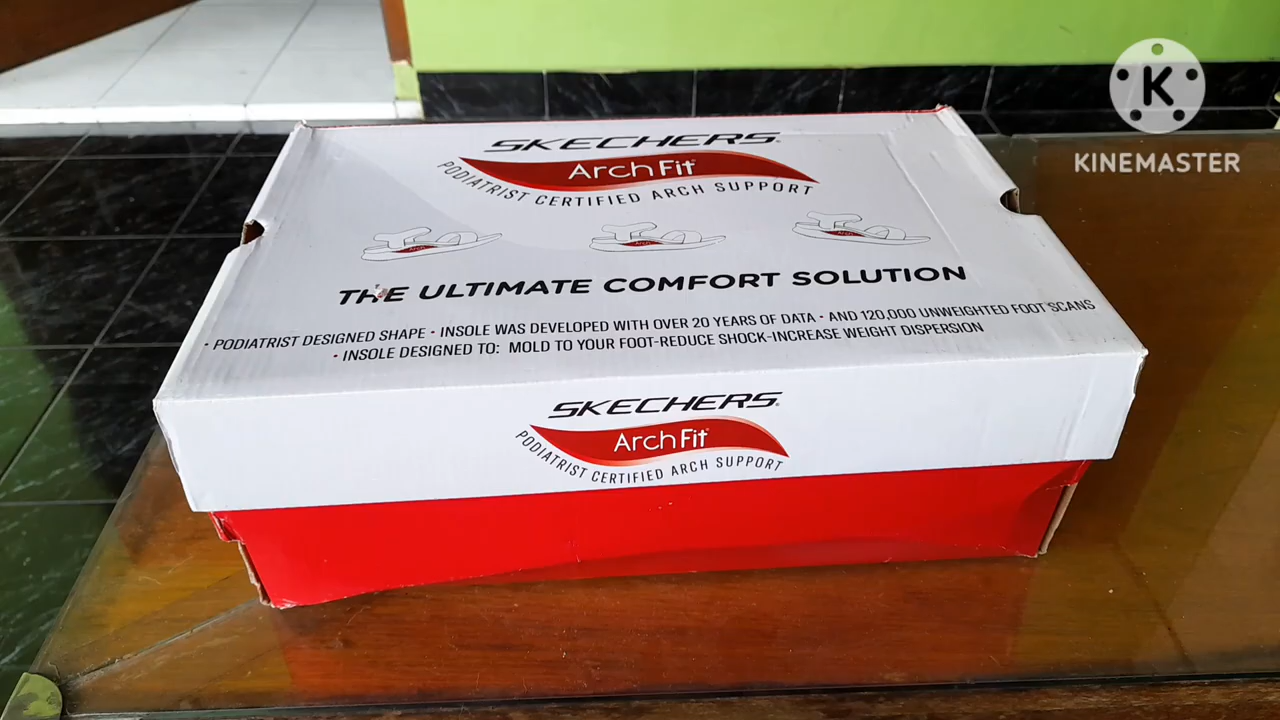 SKECHERS
Arch Fit
PODIATRIST CERTIFIED ARCH SUPPORT
THE ULTIMATE COMFORT SOLUTION
• PODIATRIST DESIGNED SHAPE • INSOLE WAS DEVELOPED WITH OVER 20 YEARS OF DATA • AND 120,000 UNWEIGHTED FOOT SCANS
• INSOLE DESIGNED TO: MOLD TO YOUR FOOT-REDUCE SHOCK-INCREASE WEIGHT DISPERSION
SKECHERS
Arch Fit
PODIATRIST CERTIFIED ARCH SUPPORT
K
KINEMASTER